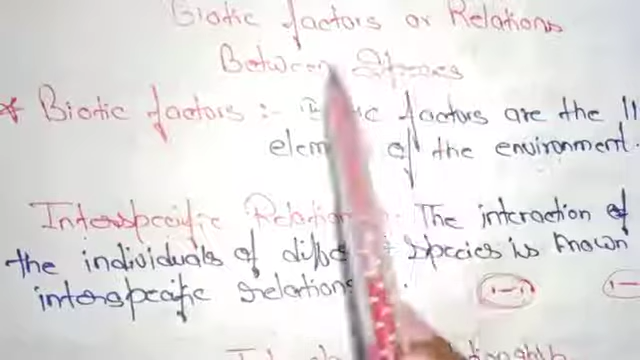 Biotic factors or Relations
Between
* Biotic factors :- factors are the
of the environment.
Interspecific Relation The interaction of
the individuals of species is known
interspecific relations.